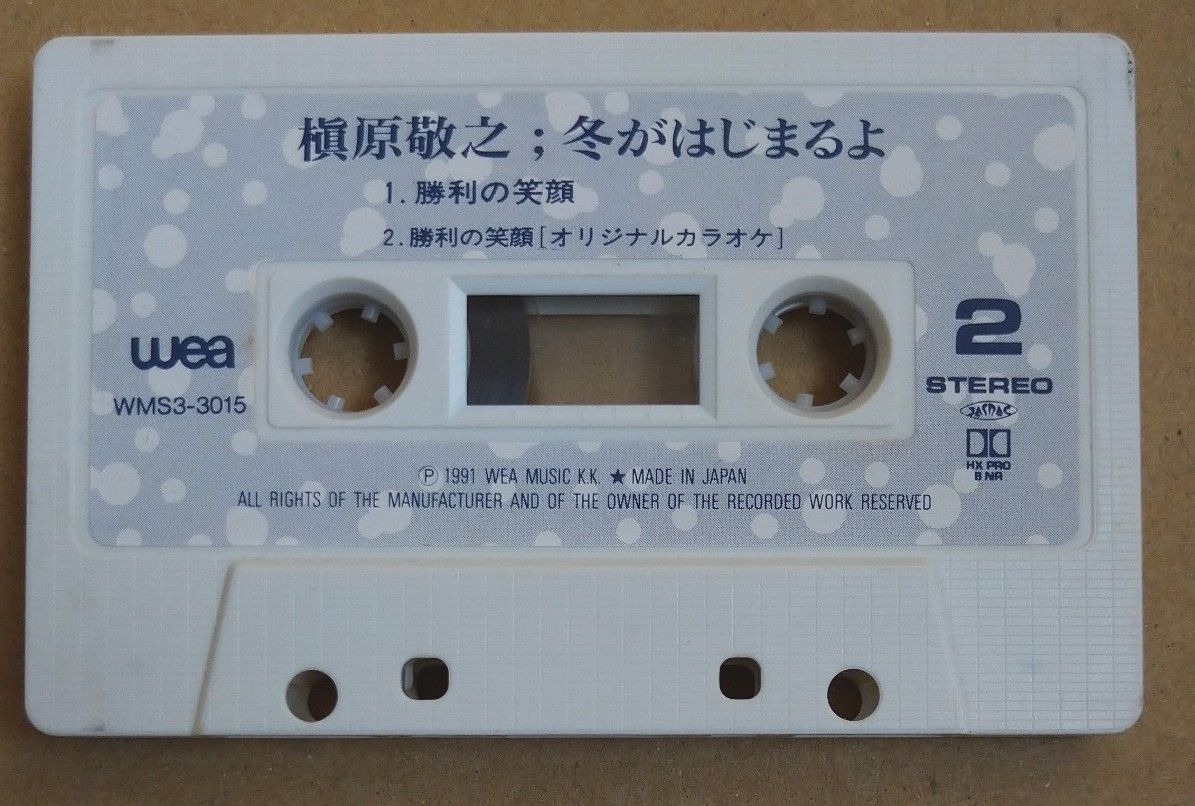 槇原敬之；冬がはじまるよ
1. 勝利の笑顔
2. 勝利の笑顔[オリジナルカラオケ]
wea
WMS3-3015
2
STEREO
JASRAC
HX PRO
B NR
Ⓟ 1991 WEA MUSIC K.K. ★ MADE IN JAPAN
ALL RIGHTS OF THE MANUFACTURER AND OF THE OWNER OF THE RECORDED WORK RESERVED